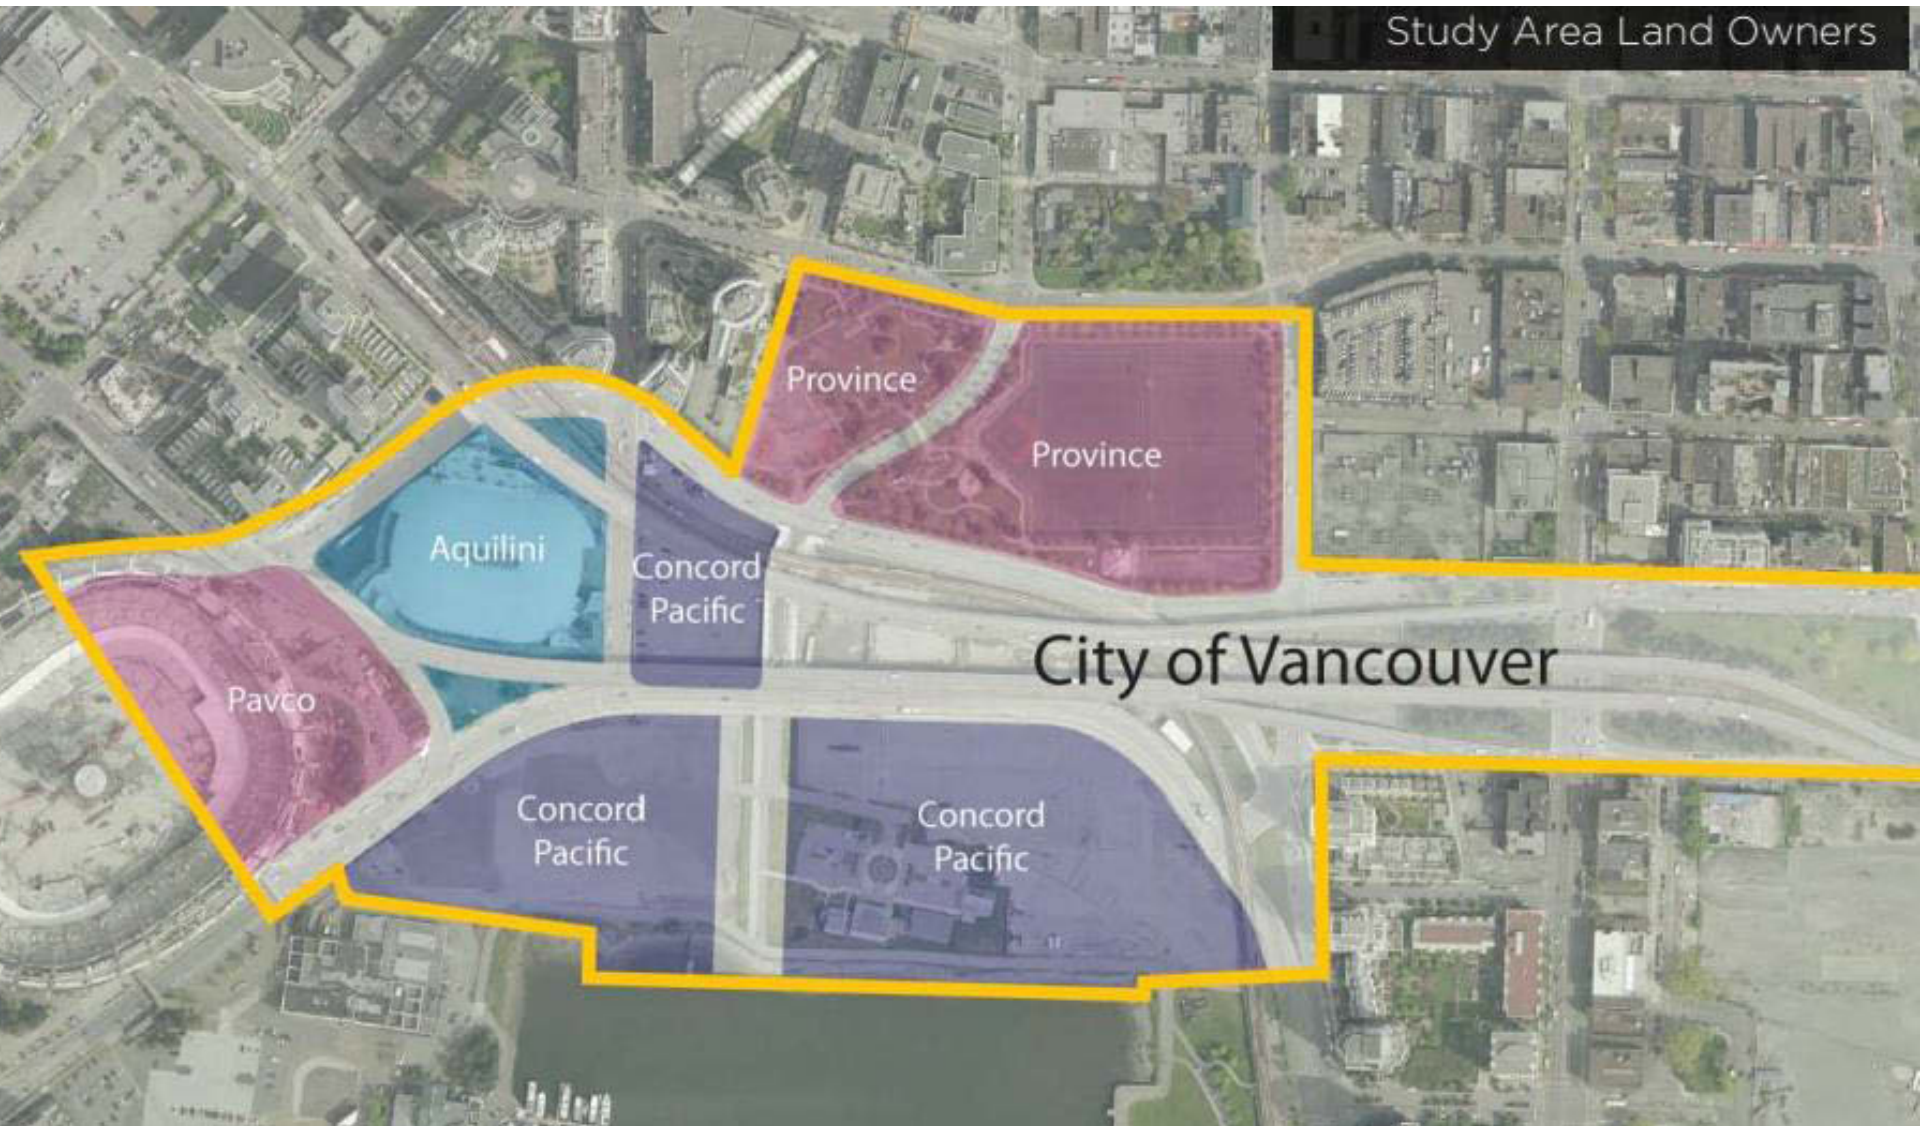 Study Area Land Owners
Province
Province
Aquilini
Concord
Pacific
City of Vancouver
Pavco
Concord
Pacific
Concord
Pacific